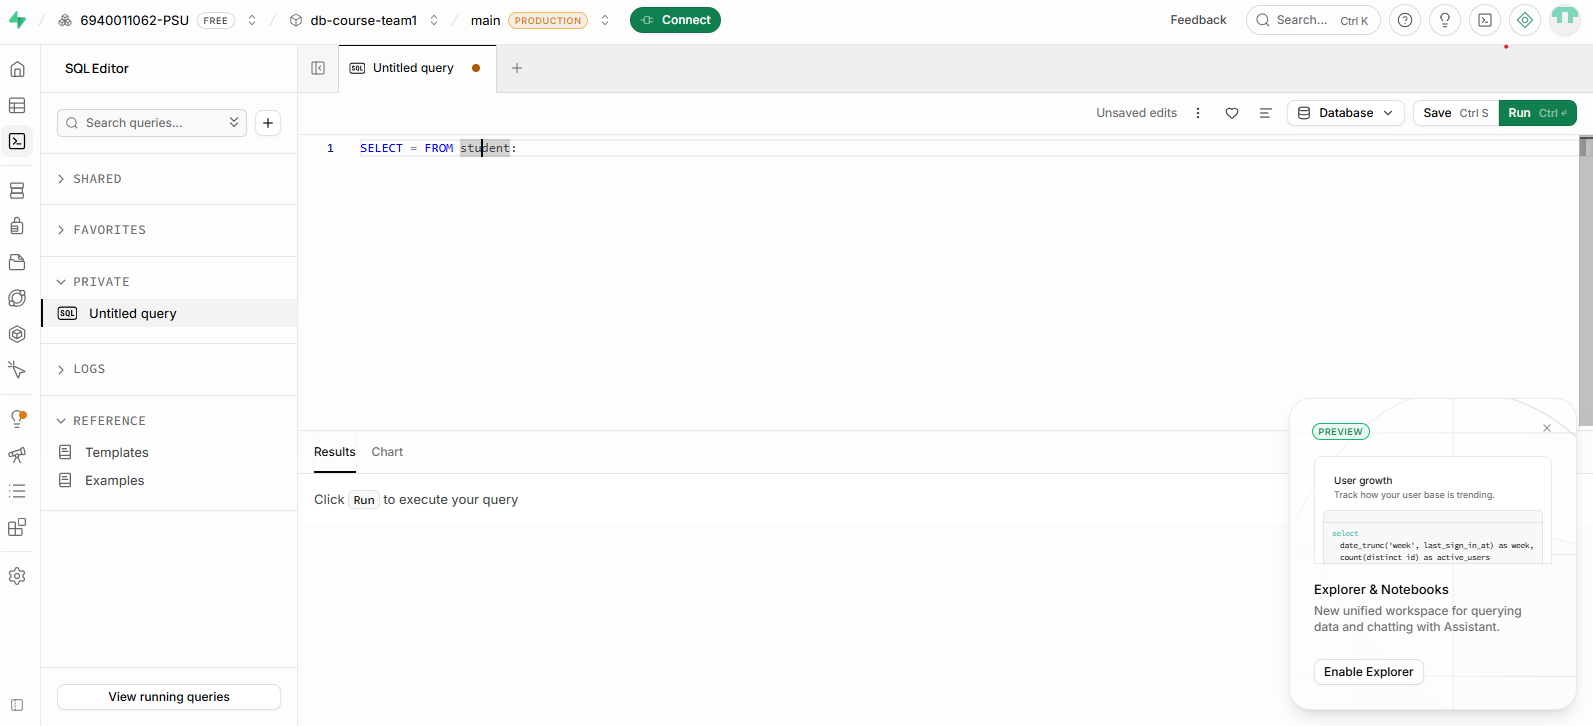 6940011062-PSU FREE / db-course-team1 / main PRODUCTION Connect Feedback Search... Ctrl K
SQL Editor
SQL Untitled query
Search queries...
Unsaved edits Database Save Ctrl S Run Ctrl ↵
1 SELECT = FROM student:
SHARED
FAVORITES
PRIVATE
SQL Untitled query
LOGS
REFERENCE
Templates
Examples
View running queries
Results Chart
Click Run to execute your query
PREVIEW
User growth
Track how your user base is trending.
select
date_trunc('week', last_sign_in_at) as week,
count(distinct id) as active_users
Explorer & Notebooks
New unified workspace for querying
data and chatting with Assistant.
Enable Explorer